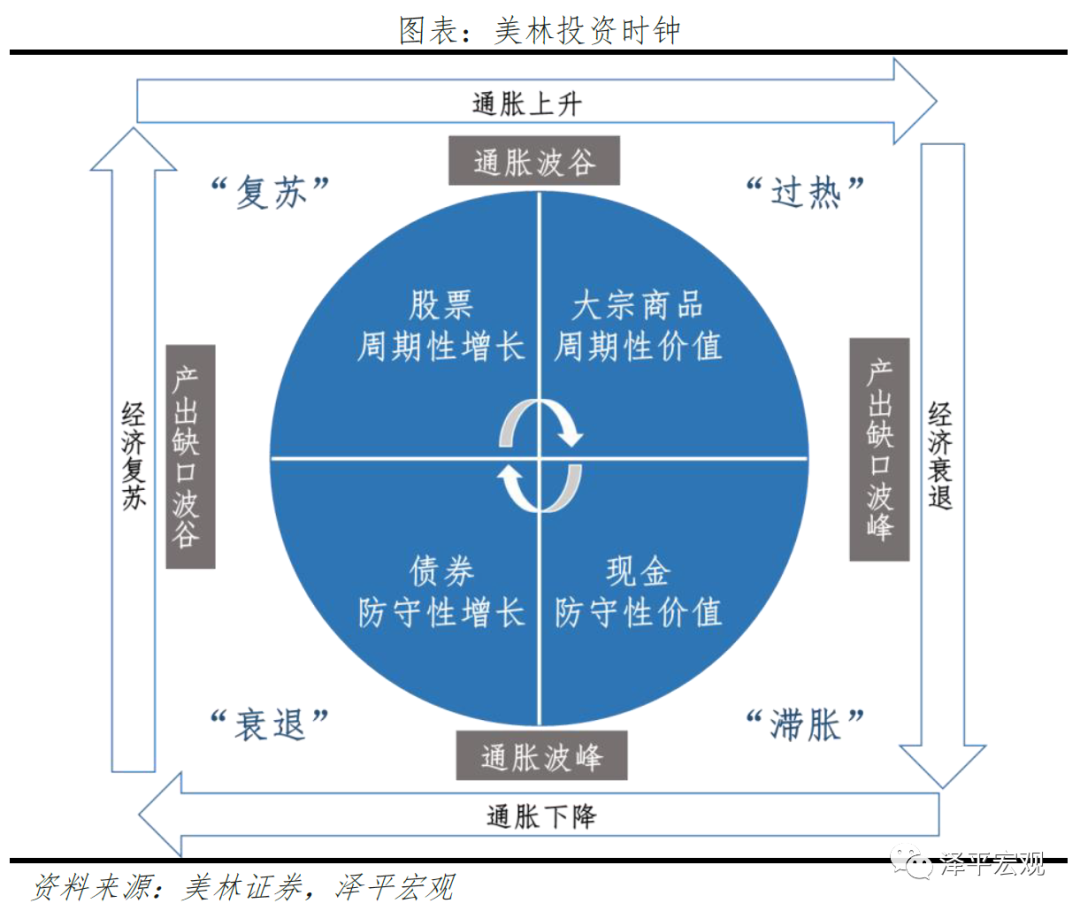 图表：美林投资时钟
通胀上升
通胀波谷
“复苏”
“过热”
股票
周期性增长
大宗商品
周期性价值
经济复苏
产出缺口波谷
产出缺口波峰
经济衰退
债券
防守性增长
现金
防守性价值
“衰退”
“滞胀”
通胀波峰
通胀下降
泽平宏观
资料来源：美林证券，泽平宏观